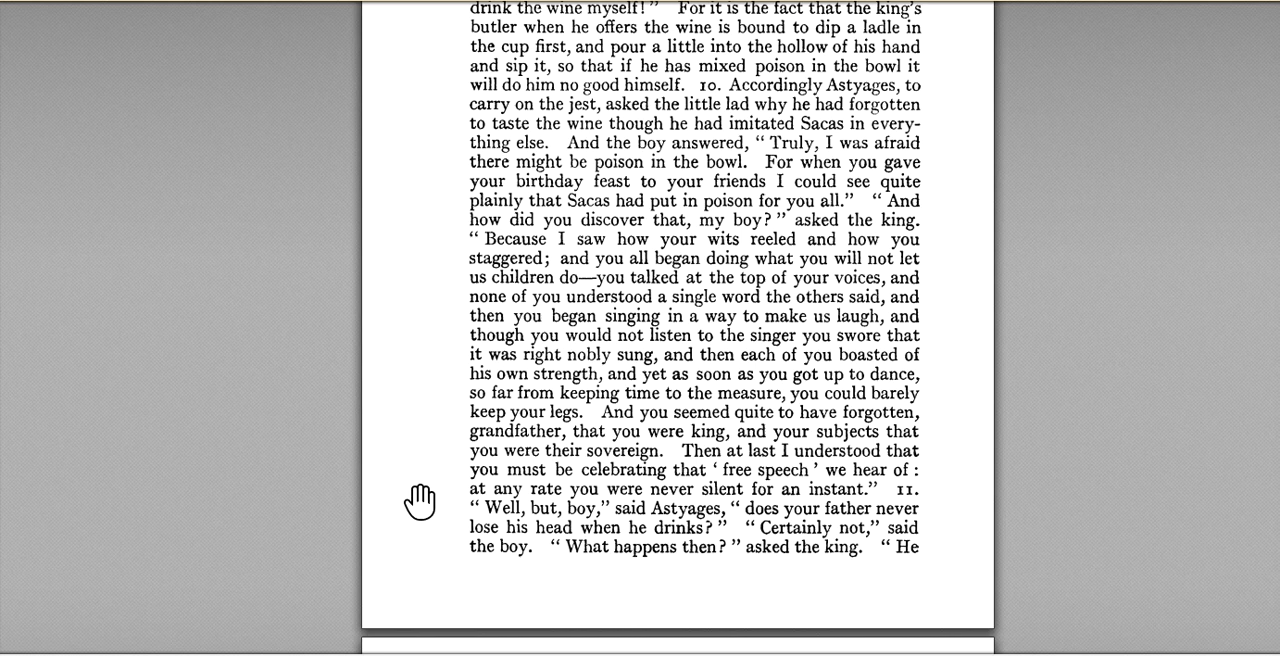 drink the wine myself! ” For it is the fact that the king’s
butler when he offers the wine is bound to dip a ladle in
the cup first, and pour a little into the hollow of his hand
and sip it, so that if he has mixed poison in the bowl it
will do him no good himself. 10. Accordingly Astyages, to
carry on the jest, asked the little lad why he had forgotten
to taste the wine though he had imitated Sacas in every-
thing else. And the boy answered, “ Truly, I was afraid
there might be poison in the bowl. For when you gave
your birthday feast to your friends I could see quite
plainly that Sacas had put in poison for you all.” “ And
how did you discover that, my boy? ” asked the king.
“ Because I saw how your wits reeled and how you
staggered; and you all began doing what you will not let
us children do—you talked at the top of your voices, and
none of you understood a single word the others said, and
then you began singing in a way to make us laugh, and
though you would not listen to the singer you swore that
it was right nobly sung, and then each of you boasted of
his own strength, and yet as soon as you got up to dance,
so far from keeping time to the measure, you could barely
keep your legs. And you seemed quite to have forgotten,
grandfather, that you were king, and your subjects that
you were their sovereign. Then at last I understood that
you must be celebrating that ‘ free speech ’ we hear of :
at any rate you were never silent for an instant.” 11.
“ Well, but, boy,” said Astyages, “ does your father never
lose his head when he drinks? ” “ Certainly not,” said
the boy. “ What happens then? ” asked the king. “ He